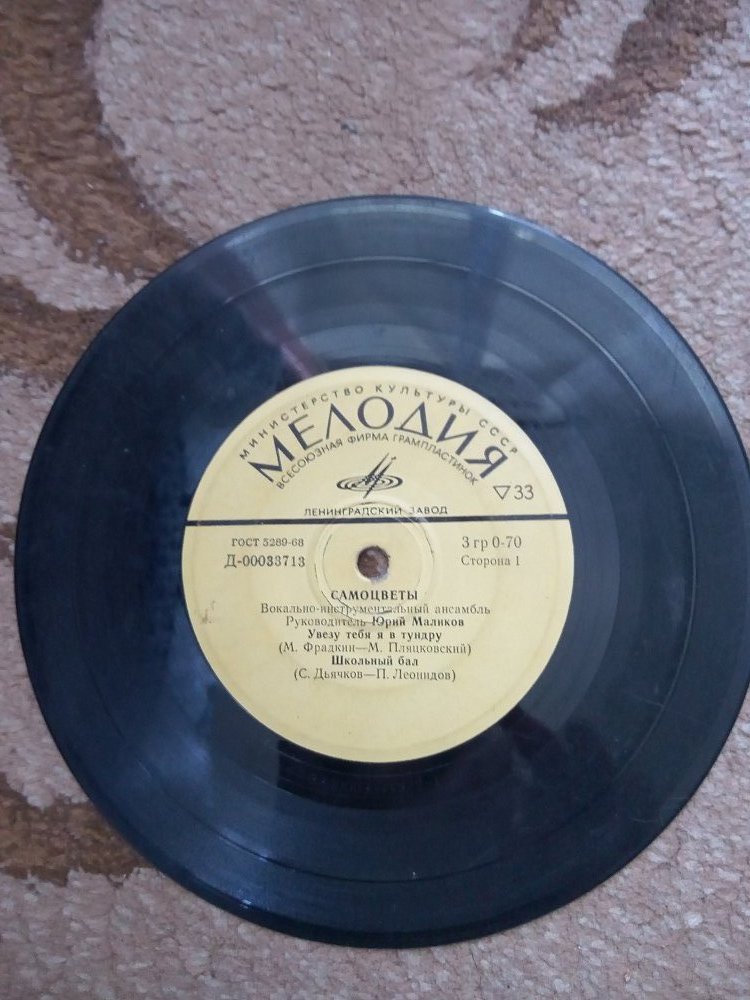 МИНИСТЕРСТВО КУЛЬТУРЫ СССР
МЕЛОДИЯ
ВСЕСОЮЗНАЯ ФИРМА ГРАМПЛАСТИНОК
▽33
ЛЕНИНГРАДСКИЙ ЗАВОД
ГОСТ 5289-68
3 гр 0-70
Д-00033713
Сторона 1
САМОЦВЕТЫ
Вокально-инструментальный ансамбль
Руководитель Юрий Маликов
Увезу тебя я в тундру
(М. Фрадкин—М. Пляцковский)
Школьный бал
(С. Дьячков—П. Леонидов)